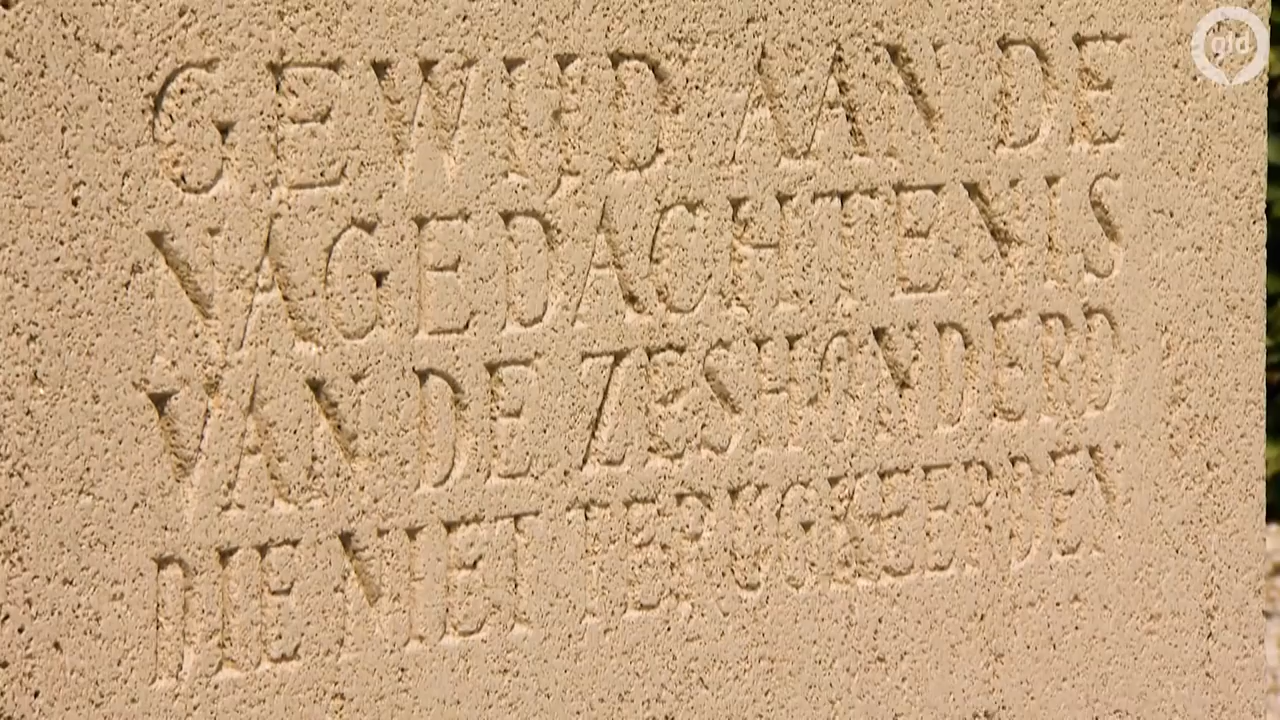 GEWIJD AAN DE
NAGEDACHTENIS
VAN DE ZESHONDERD
DIE NIET TERUGKEERDEN
gld